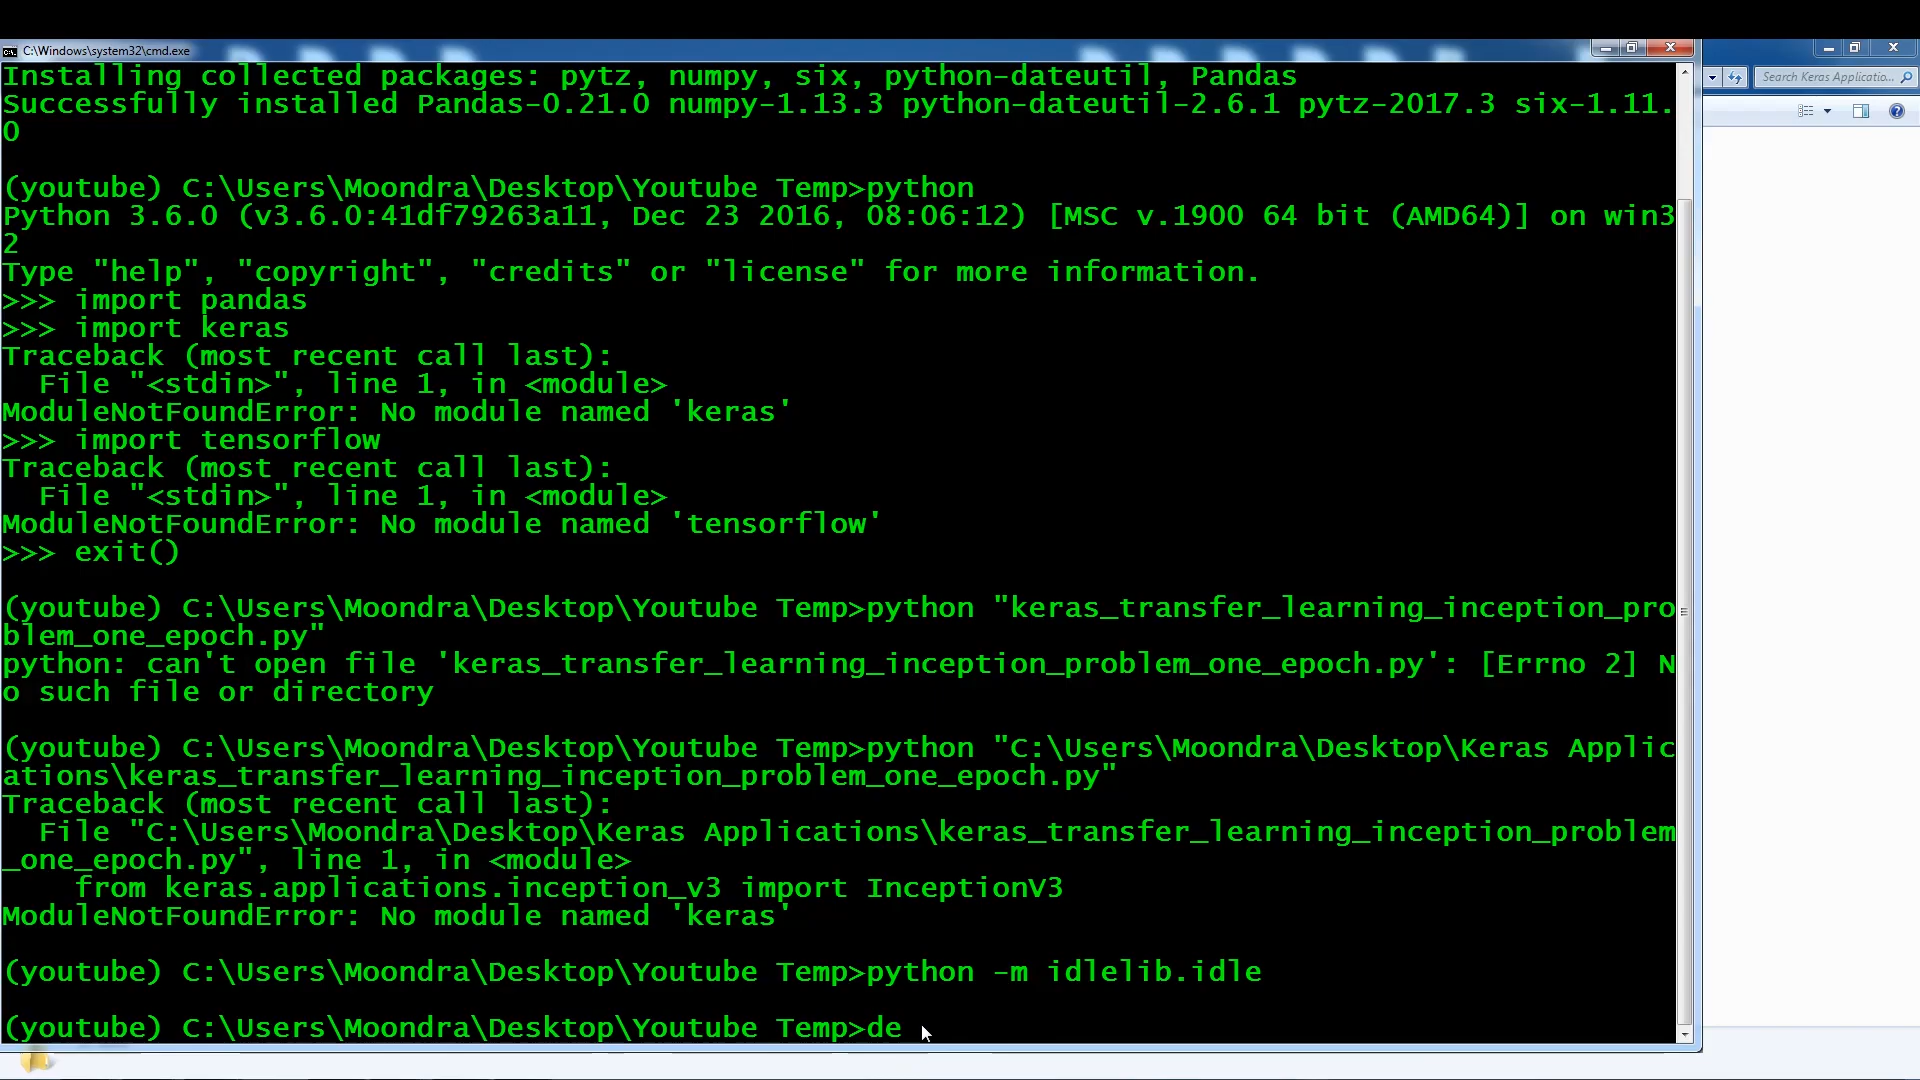 C:\Windows\system32\cmd.exe
Installing collected packages: pytz, numpy, six, python-dateutil, Pandas
Successfully installed Pandas-0.21.0 numpy-1.13.3 python-dateutil-2.6.1 pytz-2017.3 six-1.11.
0
(youtube) C:\Users\Moondra\Desktop\Youtube Temp>python
Python 3.6.0 (v3.6.0:41df79263a11, Dec 23 2016, 08:06:12) [MSC v.1900 64 bit (AMD64)] on win3
2
Type "help", "copyright", "credits" or "license" for more information.
>>> import pandas
>>> import keras
Traceback (most recent call last):
  File "<stdin>", line 1, in <module>
ModuleNotFoundError: No module named 'keras'
>>> import tensorflow
Traceback (most recent call last):
  File "<stdin>", line 1, in <module>
ModuleNotFoundError: No module named 'tensorflow'
>>> exit()
(youtube) C:\Users\Moondra\Desktop\Youtube Temp>python "keras_transfer_learning_inception_pro
blem_one_epoch.py"
python: can't open file 'keras_transfer_learning_inception_problem_one_epoch.py': [Errno 2] N
o such file or directory
(youtube) C:\Users\Moondra\Desktop\Youtube Temp>python "C:\Users\Moondra\Desktop\Keras Applic
ations\keras_transfer_learning_inception_problem_one_epoch.py"
Traceback (most recent call last):
  File "C:\Users\Moondra\Desktop\Keras Applications\keras_transfer_learning_inception_problem
_one_epoch.py", line 1, in <module>
    from keras.applications.inception_v3 import InceptionV3
ModuleNotFoundError: No module named 'keras'
(youtube) C:\Users\Moondra\Desktop\Youtube Temp>python -m idlelib.idle
(youtube) C:\Users\Moondra\Desktop\Youtube Temp>de
Search Keras Applicatio...